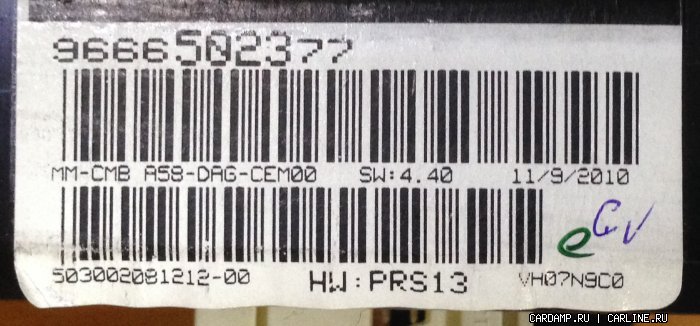 9666502377
MM-CMB A58-DAG-CEM00 SW:4.40 11/9/2010
503002081212-00 HW:PRS13 VH07N9C0
CARDAMP.RU | CARLINE.RU